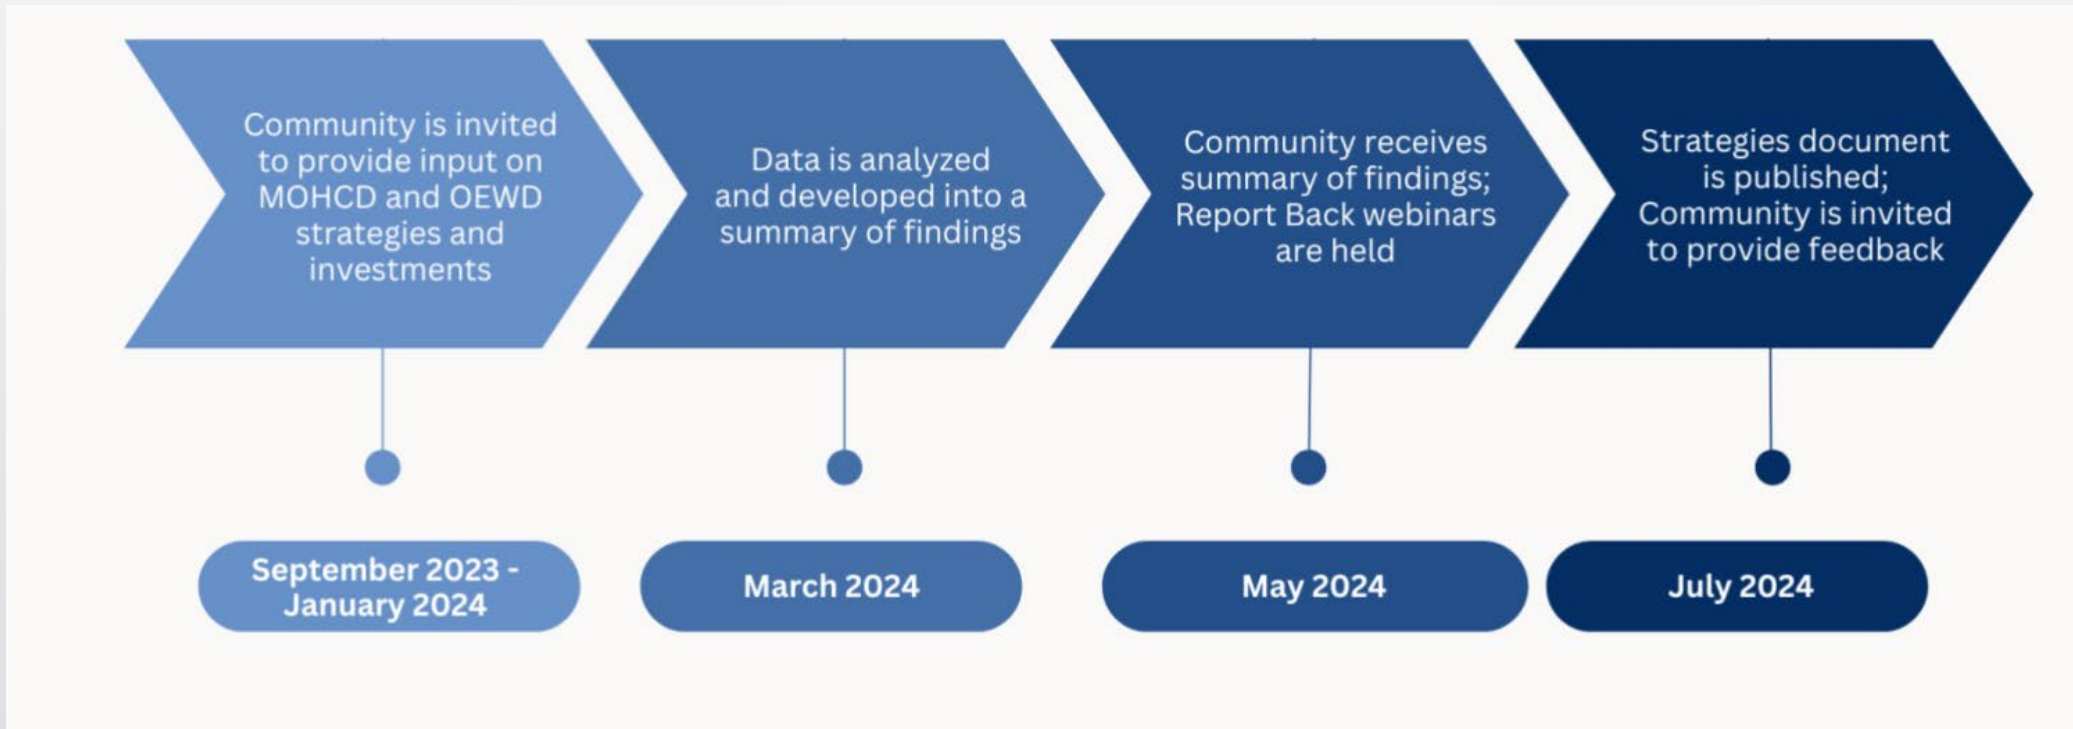 Community is invited
to provide input on
MOHCD and OEWD
strategies and
investments
Data is analyzed
and developed into a
summary of findings
Community receives
summary of findings;
Report Back webinars
are held
Strategies document
is published;
Community is invited
to provide feedback
September 2023 -
January 2024
March 2024
May 2024
July 2024